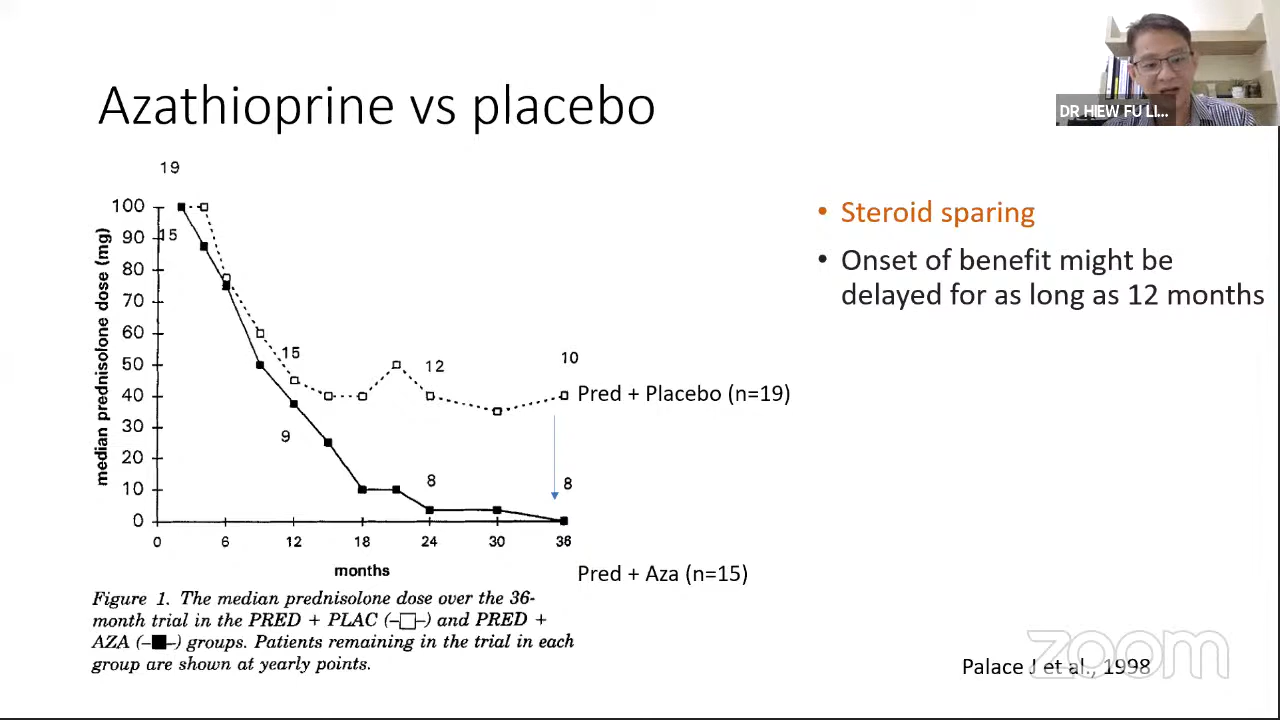 DR HIEW FU LI...
Azathioprine vs placebo
• Steroid sparing
• Onset of benefit might be
delayed for as long as 12 months
median prednisolone dose (mg)
100
90
80
70
60
50
40
30
20
10
0
19
15
15
9
12
8
10
8
Pred + Placebo (n=19)
0 6 12 18 24 30 36
months
Pred + Aza (n=15)
Figure 1. The median prednisolone dose over the 36-
month trial in the PRED + PLAC (–□–) and PRED +
AZA (–■–) groups. Patients remaining in the trial in each
group are shown at yearly points.
Palace J et al., 1998
zoom